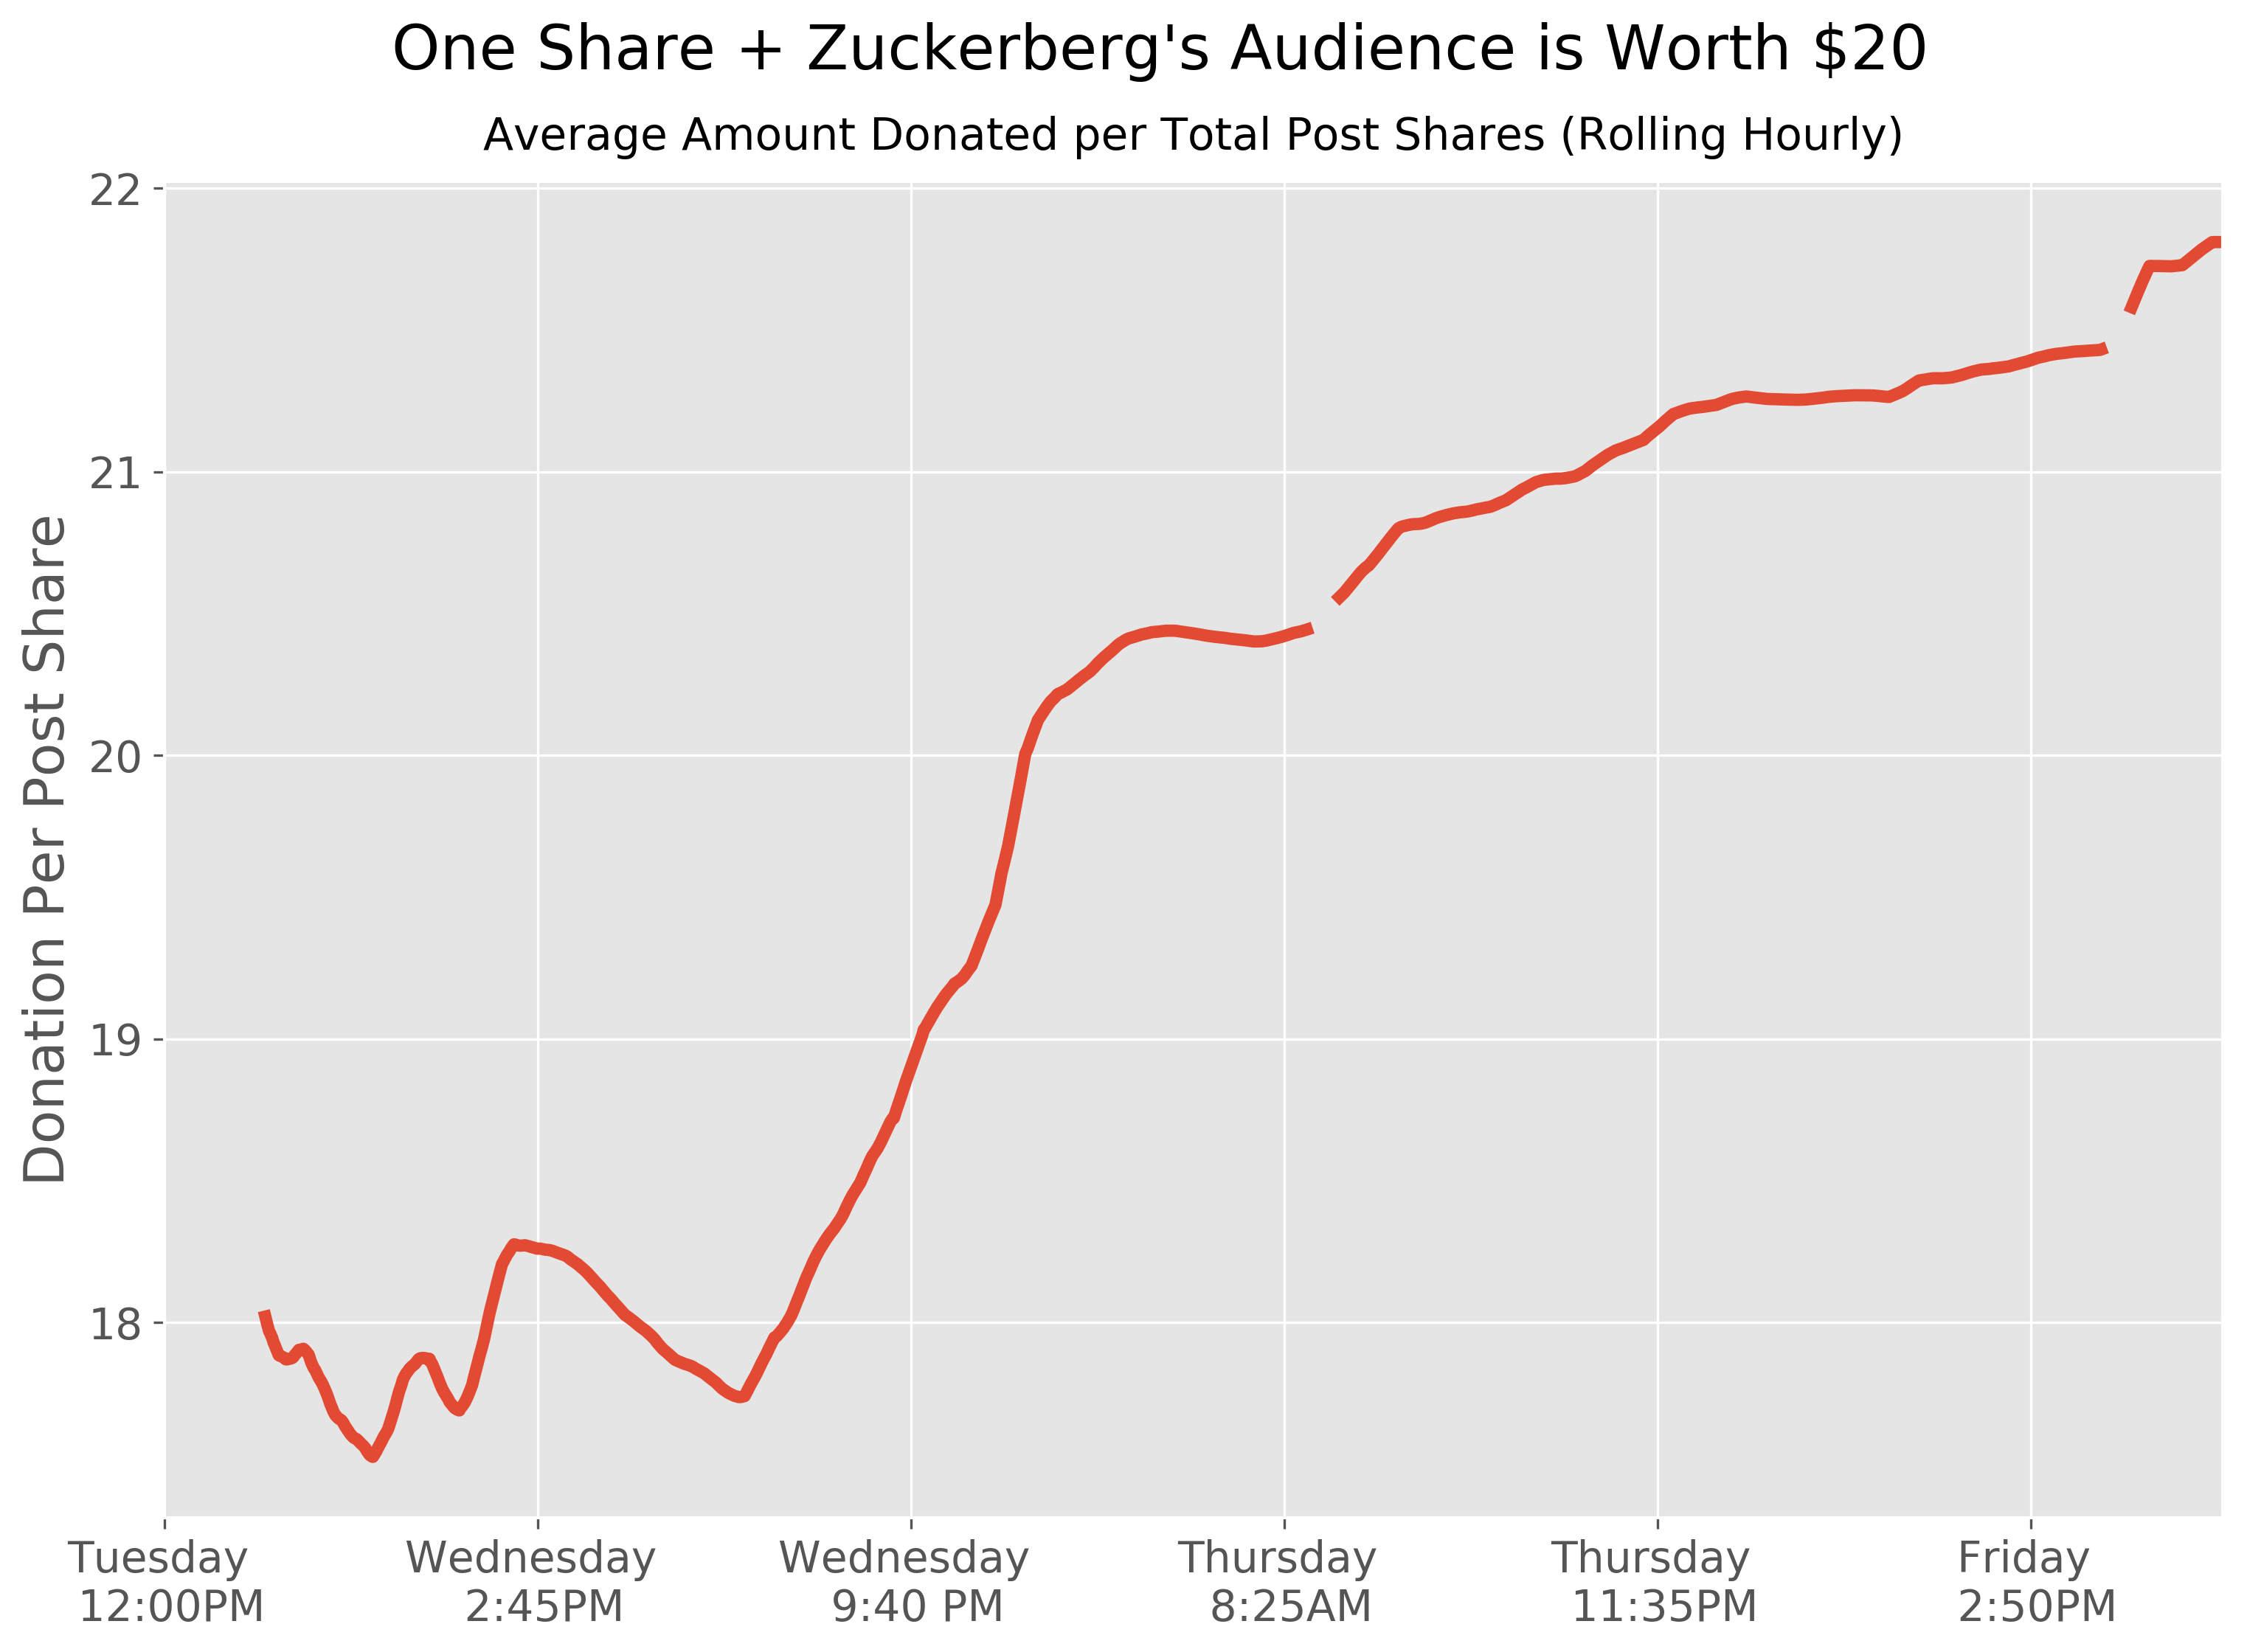 One Share + Zuckerberg's Audience is Worth $20
Average Amount Donated per Total Post Shares (Rolling Hourly)
Donation Per Post Share
22
21
20
19
18
Tuesday
12:00PM
Wednesday
2:45PM
Wednesday
9:40 PM
Thursday
8:25AM
Thursday
11:35PM
Friday
2:50PM